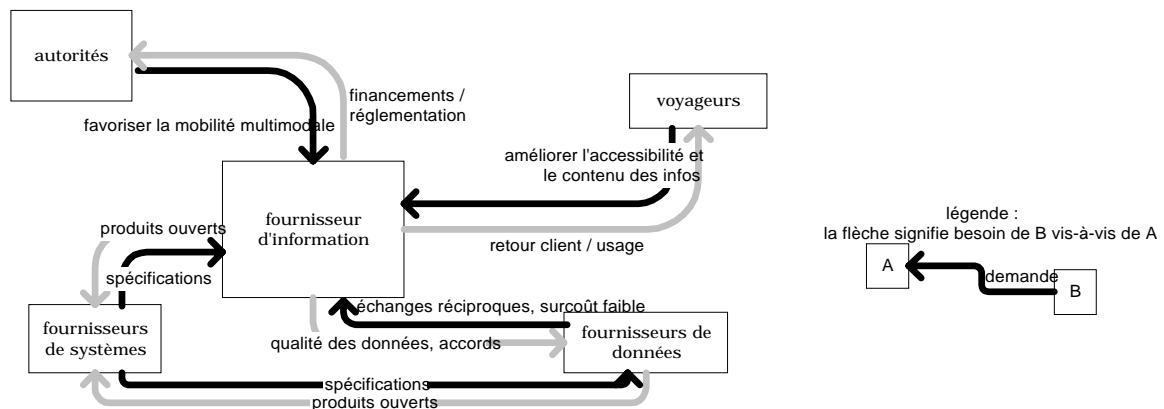 autorités
financements /
réglementation
favoriser la mobilité multimodale
voyageurs
améliorer l'accessibilité et
le contenu des infos
fournisseur
d'information
retour client / usage
produits ouverts
spécifications
légende :
la flèche signifie besoin de B vis-à-vis de A
A
demande
B
échanges réciproques, surcoût faible
fournisseurs
de systèmes
qualité des données, accords
fournisseurs de
données
spécifications
produits ouverts